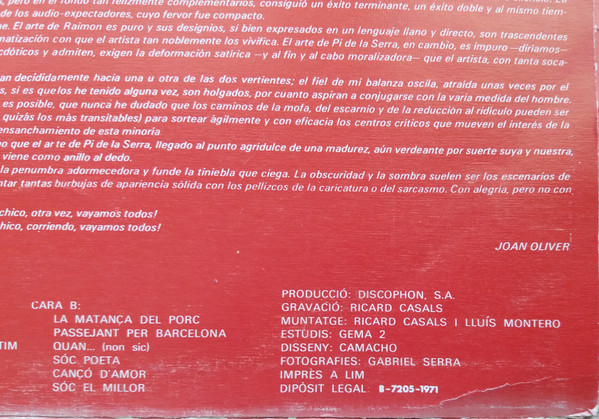 s, pero en el fondo tan felizmente complementarios, consiguió un éxito terminante, un éxito doble y al mismo tiem-
de los audio-expectadores, cuyo fervor fue compacto.
ne. El arte de Raimon es puro y sus designios, si bien expresados en un lenguaje llano y directo, son trascendentes
matización con que el artista tan noblemente los vivifica. El arte de Pi de la Serra, en cambio, es impuro —diríamos—
cdóticos y admiten, exigen la deformación satírica —y al fin y al cabo moralizadora— que el artista, con tanta soca-
an decididamente hacia una u otra de las dos vertientes; el fiel de mi balanza oscila, atraída unas veces por el
s, si es que los he tenido alguna vez, son holgados, por cuanto aspiran a conjugarse con la varia medida del hombre.
es posible, que nunca he dudado que los caminos de la mofa, del escarnio y de la reducción al ridículo pueden ser
quizás los más transitables) para sortear ágilmente y con eficacia los centros críticos que mueven el interés de la
ensanchamiento de esta minoría
no que el arte de Pi de la Serra, llegado al punto agridulce de una madurez, aún verdeante por suerte suya y nuestra,
viene como anillo al dedo.
la penumbra adormecedora y funde la tiniebla que ciega. La obscuridad y la sombra suelen ser los escenarios de
ntar tantas burbujas de apariencia sólida con los pellizcos de la caricatura o del sarcasmo. Con alegría, pero no con
chico, otra vez, vayamos todos!
chico, corriendo, vayamos todos!
JOAN OLIVER
CARA B:
LA MATANÇA DEL PORC
PASSEJANT PER BARCELONA
TIM QUAN... (non sic)
SÓC POETA
CANÇÓ D'AMOR
SÓC EL MILLOR
PRODUCCIÓ: DISCOPHON, S.A.
GRAVACIÓ: RICARD CASALS
MUNTATGE: RICARD CASALS I LLUÍS MONTERO
ESTUDIS: GEMA 2
DISSENY: CAMACHO
FOTOGRAFIES: GABRIEL SERRA
IMPRÈS A LIM
DIPÒSIT LEGAL B-7205-1971